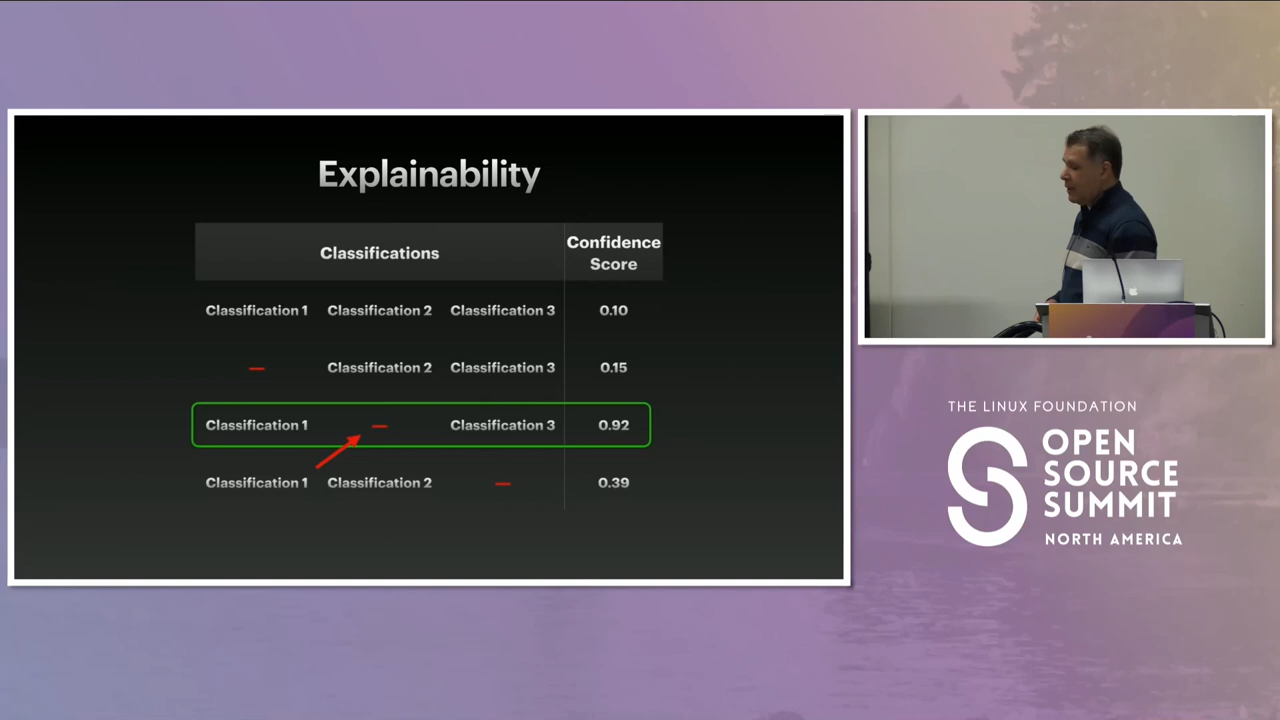 Explainability
Classifications
Confidence
Score
Classification 1 Classification 2 Classification 3 0.10
— Classification 2 Classification 3 0.15
Classification 1 — Classification 3 0.92
Classification 1 Classification 2 — 0.39
THE LINUX FOUNDATION
OPEN
SOURCE
SUMMIT
NORTH AMERICA